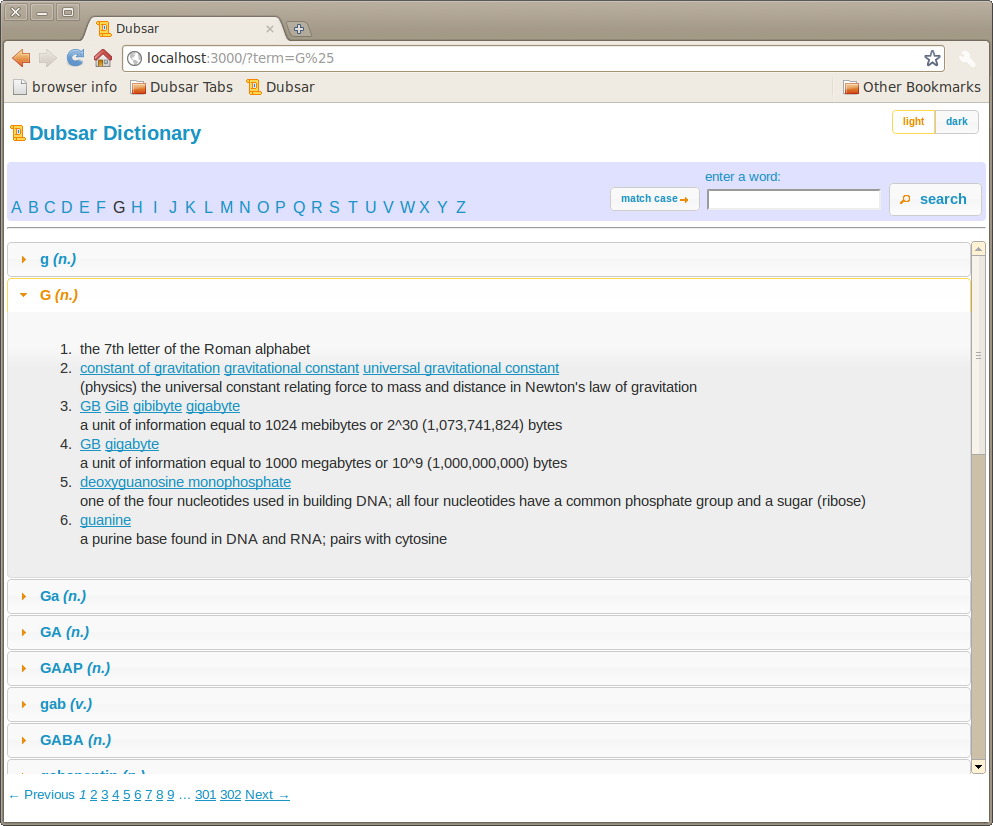 Dubsar
localhost:3000/?term=G%25
browser info Dubsar Tabs Dubsar Other Bookmarks
Dubsar Dictionary
light dark
enter a word:
A B C D E F G H I J K L M N O P Q R S T U V W X Y Z
match case search
g (n.)
G (n.)
1. the 7th letter of the Roman alphabet
2. constant of gravitation gravitational constant universal gravitational constant
(physics) the universal constant relating force to mass and distance in Newton's law of gravitation
3. GB GiB gibibyte gigabyte
a unit of information equal to 1024 mebibytes or 2^30 (1,073,741,824) bytes
4. GB gigabyte
a unit of information equal to 1000 megabytes or 10^9 (1,000,000,000) bytes
5. deoxyguanosine monophosphate
one of the four nucleotides used in building DNA; all four nucleotides have a common phosphate group and a sugar (ribose)
6. guanine
a purine base found in DNA and RNA; pairs with cytosine
Ga (n.)
GA (n.)
GAAP (n.)
gab (v.)
GABA (n.)
← Previous 1 2 3 4 5 6 7 8 9 … 301 302 Next →